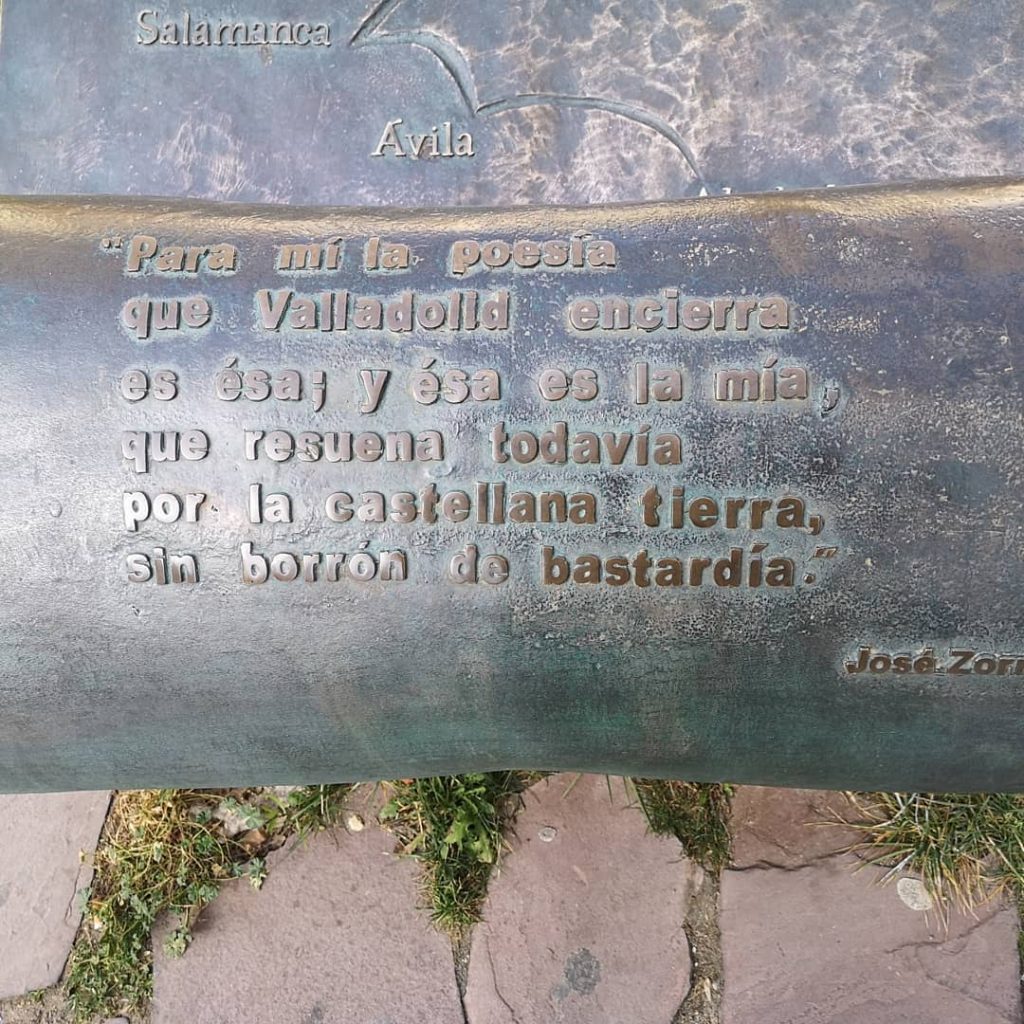 Salamanca
Ávila
"Para mí la poesía
que Valladolid encierra
es ésa; y ésa es la mía,
que resuena todavía
por la castellana tierra,
sin borrón de bastardía."
José